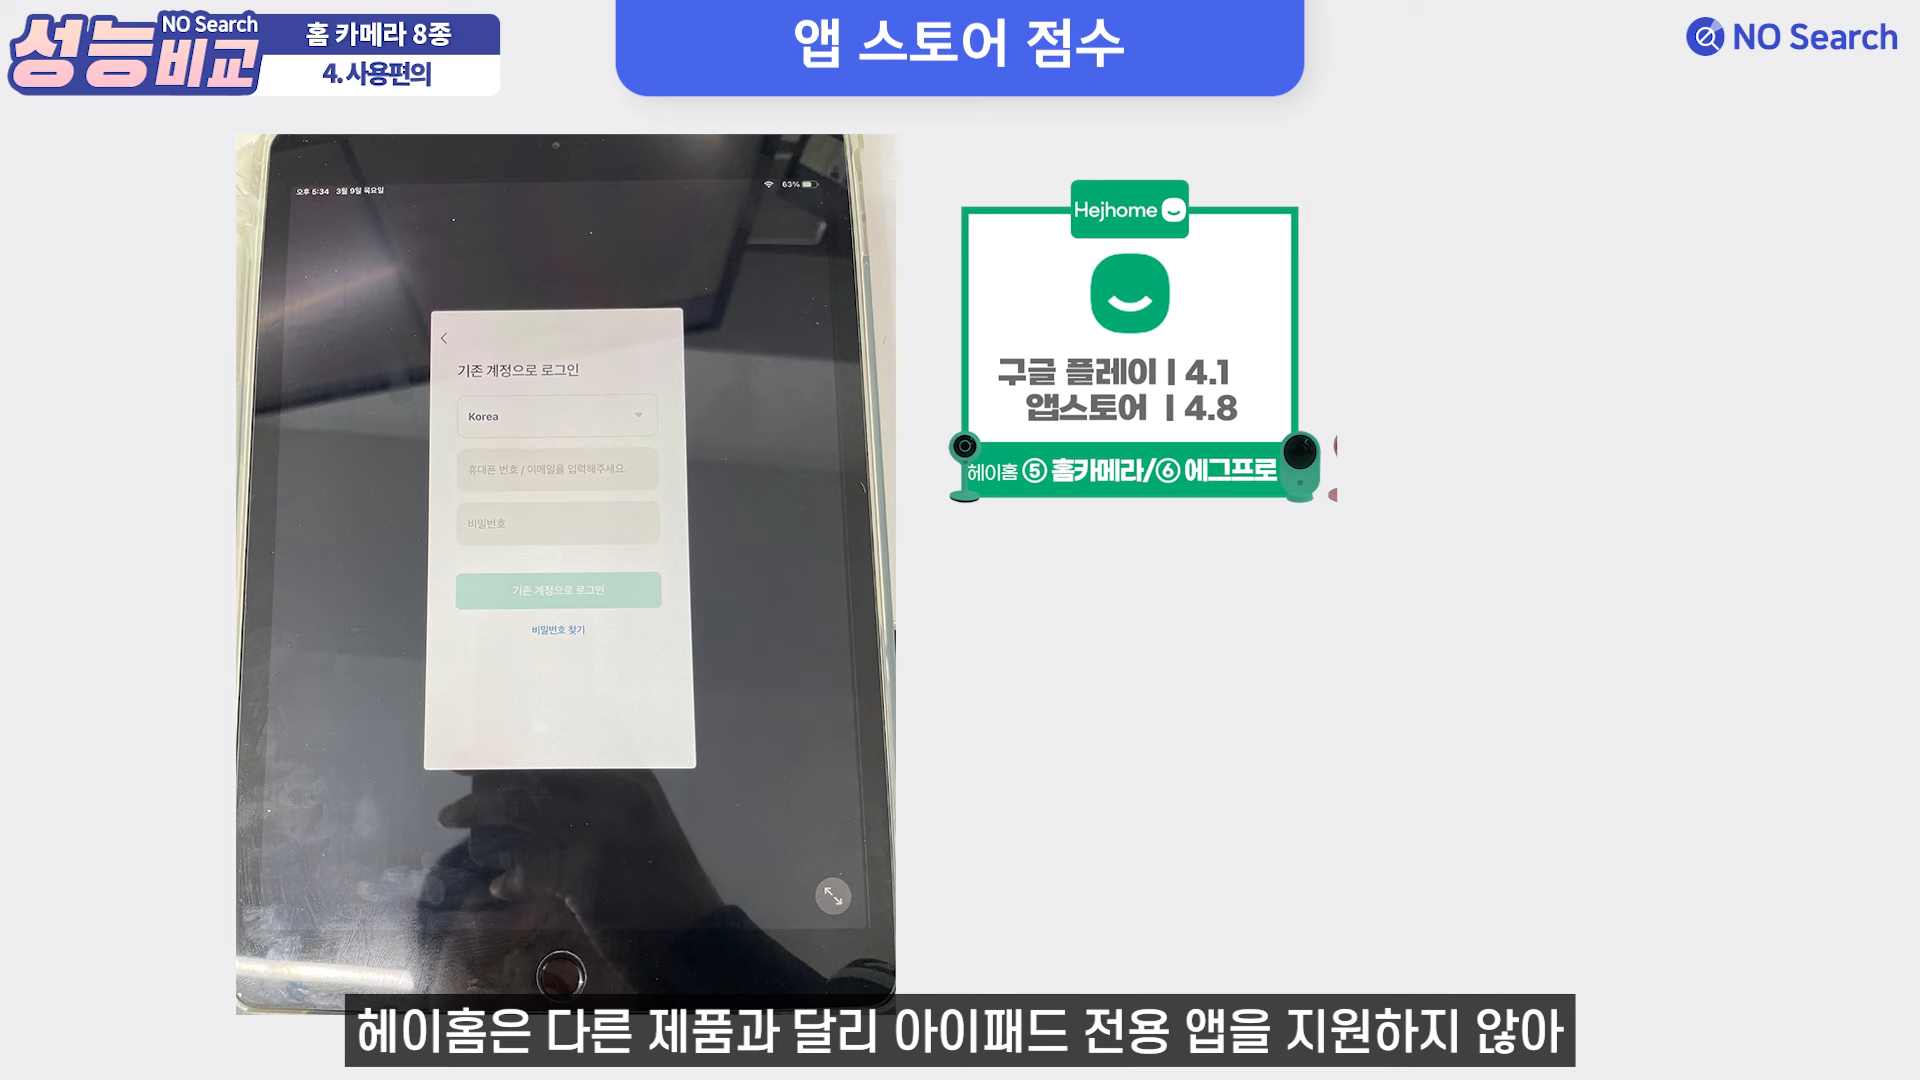 성능비교
NO Search
홈 카메라 8종
4. 사용편의
앱 스토어 점수
NO Search
오후 5:34 3월 9일 목요일
63%
기존 계정으로 로그인
Korea
휴대폰 번호 / 이메일을 입력해주세요.
비밀번호
기존 계정으로 로그인
비밀번호 찾기
Hejhome
구글 플레이 | 4.1
앱스토어 | 4.8
헤이홈 ⑤ 홈카메라/⑥ 에그프로
헤이홈은 다른 제품과 달리 아이패드 전용 앱을 지원하지 않아